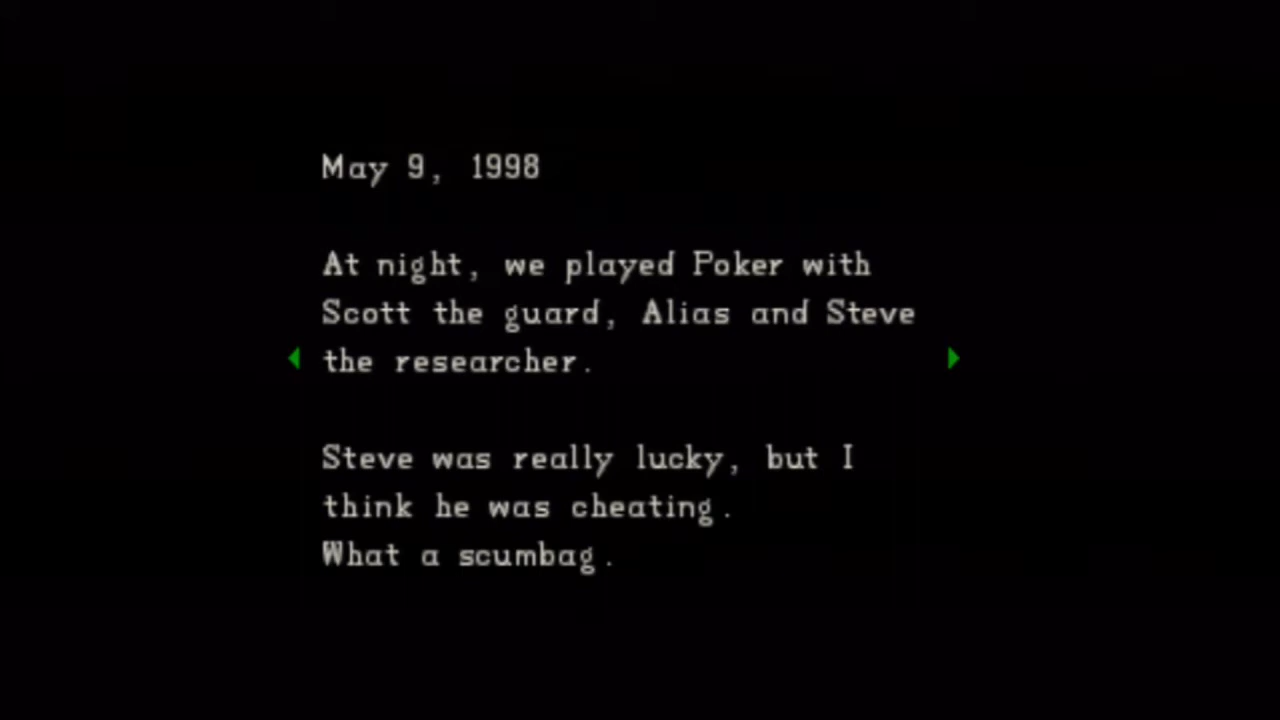 May 9, 1998
At night, we played Poker with
Scott the guard, Alias and Steve
the researcher.
Steve was really lucky, but I
think he was cheating.
What a scumbag.